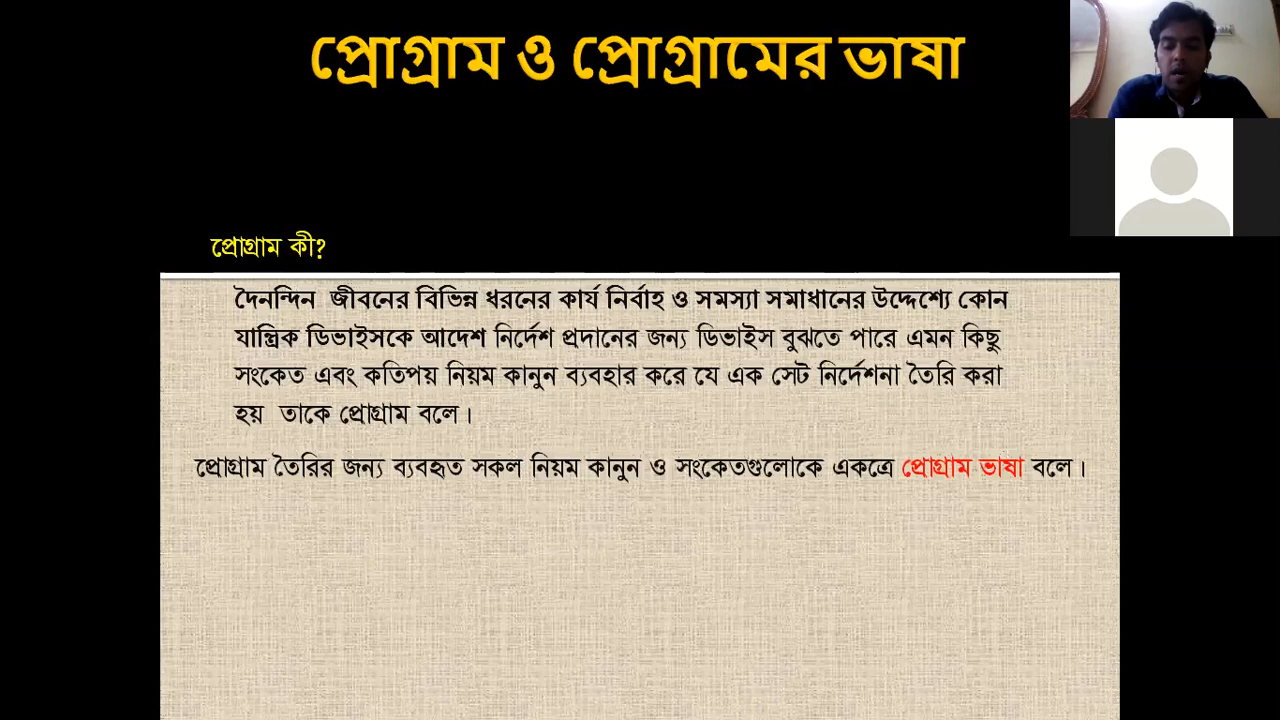 প্রোগ্রাম ও প্রোগ্রামের ভাষা
প্রোগ্রাম কী?
দৈনন্দিন জীবনের বিভিন্ন ধরনের কার্য নির্বাহ ও সমস্যা সমাধানের উদ্দেশ্যে কোন
যান্ত্রিক ডিভাইসকে আদেশ নির্দেশ প্রদানের জন্য ডিভাইস বুঝতে পারে এমন কিছু
সংকেত এবং কতিপয় নিয়ম কানুন ব্যবহার করে যে এক সেট নির্দেশনা তৈরি করা
হয় তাকে প্রোগ্রাম বলে।
প্রোগ্রাম তৈরির জন্য ব্যবহৃত সকল নিয়ম কানুন ও সংকেতগুলোকে একত্রে প্রোগ্রাম ভাষা বলে।